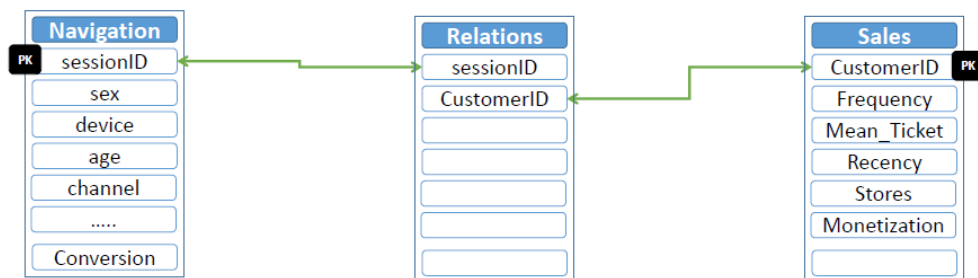 Navigation
PK
sessionID
sex
device
age
channel
.....
Conversion
Relations
sessionID
CustomerID
Sales
CustomerID
PK
Frequency
Mean_Ticket
Recency
Stores
Monetization